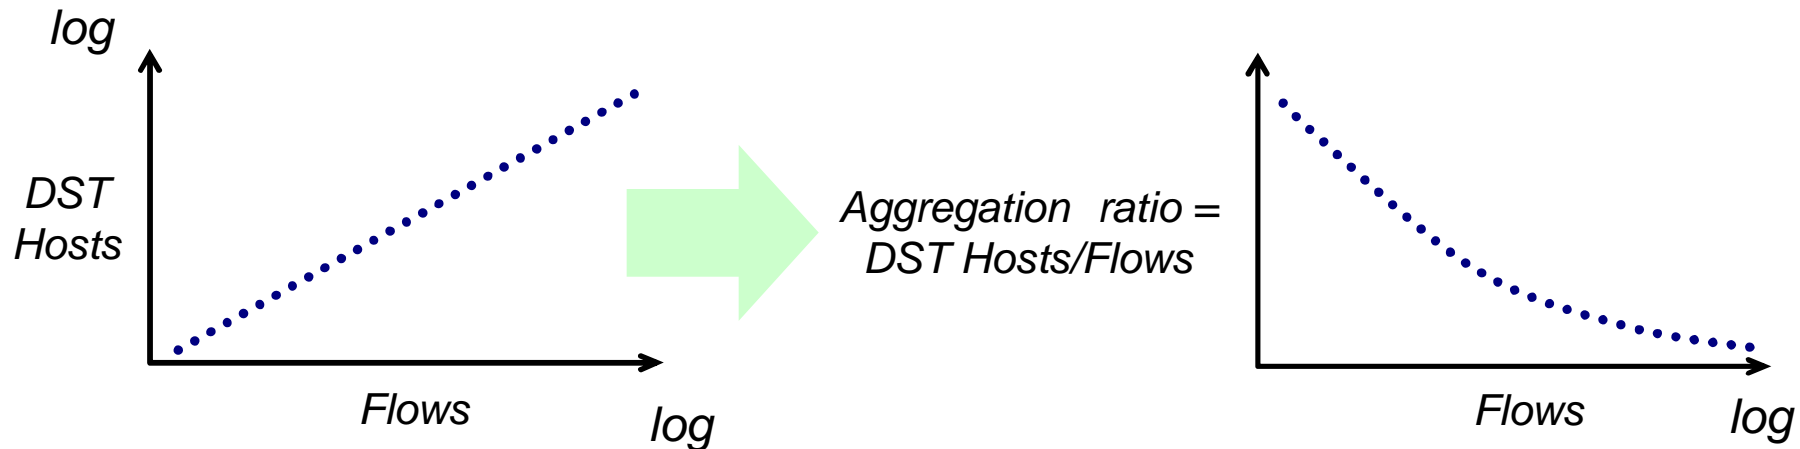 log
DST
Hosts
Flows
log
Aggregation ratio =
DST Hosts/Flows
Flows
log